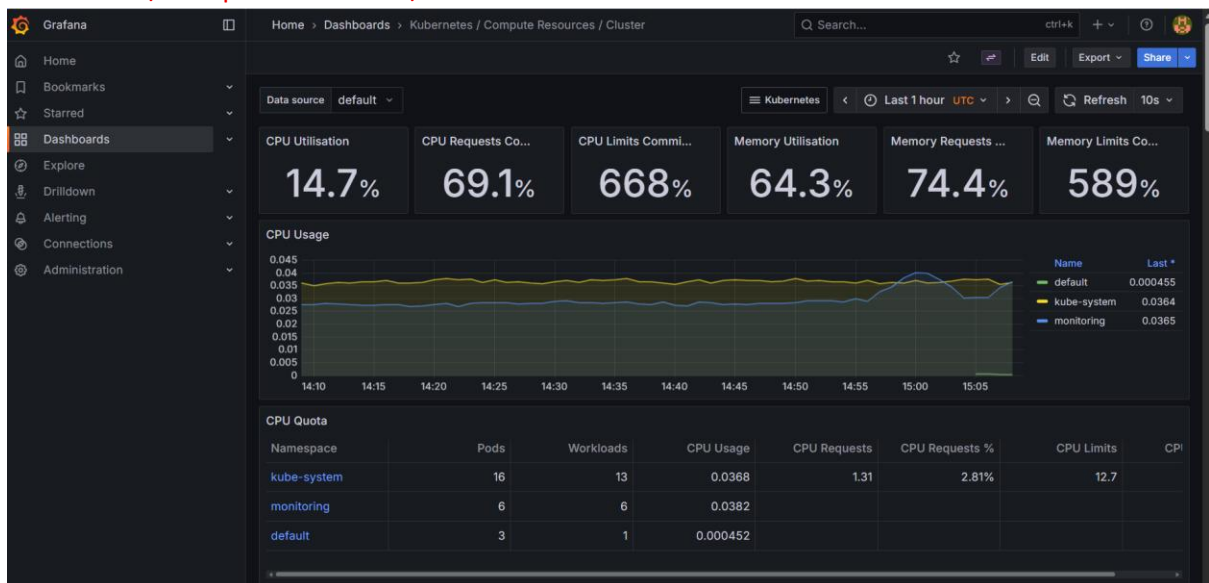 Grafana
Home › Dashboards › Kubernetes / Compute Resources / Cluster
Search...
ctrl+k
Home
Bookmarks
Starred
Dashboards
Explore
Drilldown
Alerting
Connections
Administration
Edit
Export
Share
Data source default
Kubernetes
Last 1 hour UTC
Refresh 10s
CPU Utilisation
14.7%
CPU Requests Co...
69.1%
CPU Limits Commi...
668%
Memory Utilisation
64.3%
Memory Requests ...
74.4%
Memory Limits Co...
589%
CPU Usage
0.045
0.04
0.035
0.03
0.025
0.02
0.015
0.01
0.005
0
14:10 14:15 14:20 14:25 14:30 14:35 14:40 14:45 14:50 14:55 15:00 15:05
Name Last *
default 0.000455
kube-system 0.0364
monitoring 0.0365
CPU Quota
Namespace Pods Workloads CPU Usage CPU Requests CPU Requests % CPU Limits CPU
kube-system 16 13 0.0368 1.31 2.81% 12.7
monitoring 6 6 0.0382
default 3 1 0.000452